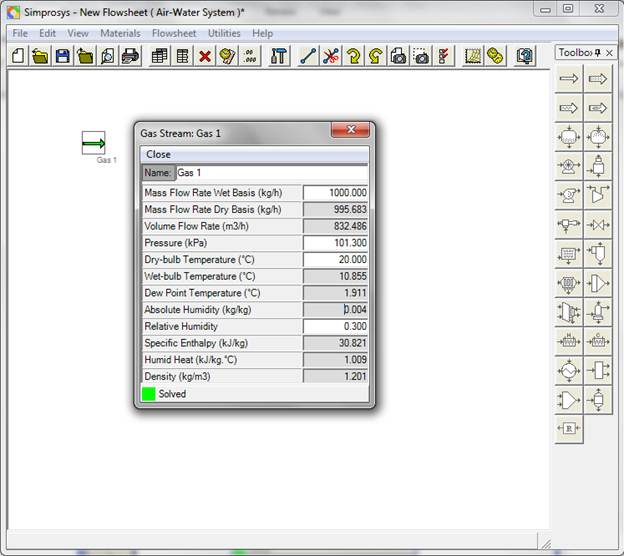 Simprosys - New Flowsheet ( Air-Water System )*
File Edit View Materials Flowsheet Utilities Help
Toolbox
Gas 1
Gas Stream: Gas 1
Close
Name: Gas 1
Mass Flow Rate Wet Basis (kg/h) 1000.000
Mass Flow Rate Dry Basis (kg/h) 995.683
Volume Flow Rate (m3/h) 832.486
Pressure (kPa) 101.300
Dry-bulb Temperature (°C) 20.000
Wet-bulb Temperature (°C) 10.855
Dew Point Temperature (°C) 1.911
Absolute Humidity (kg/kg) 0.004
Relative Humidity 0.300
Specific Enthalpy (kJ/kg) 30.821
Humid Heat (kJ/kg.°C) 1.009
Density (kg/m3) 1.201
Solved
R